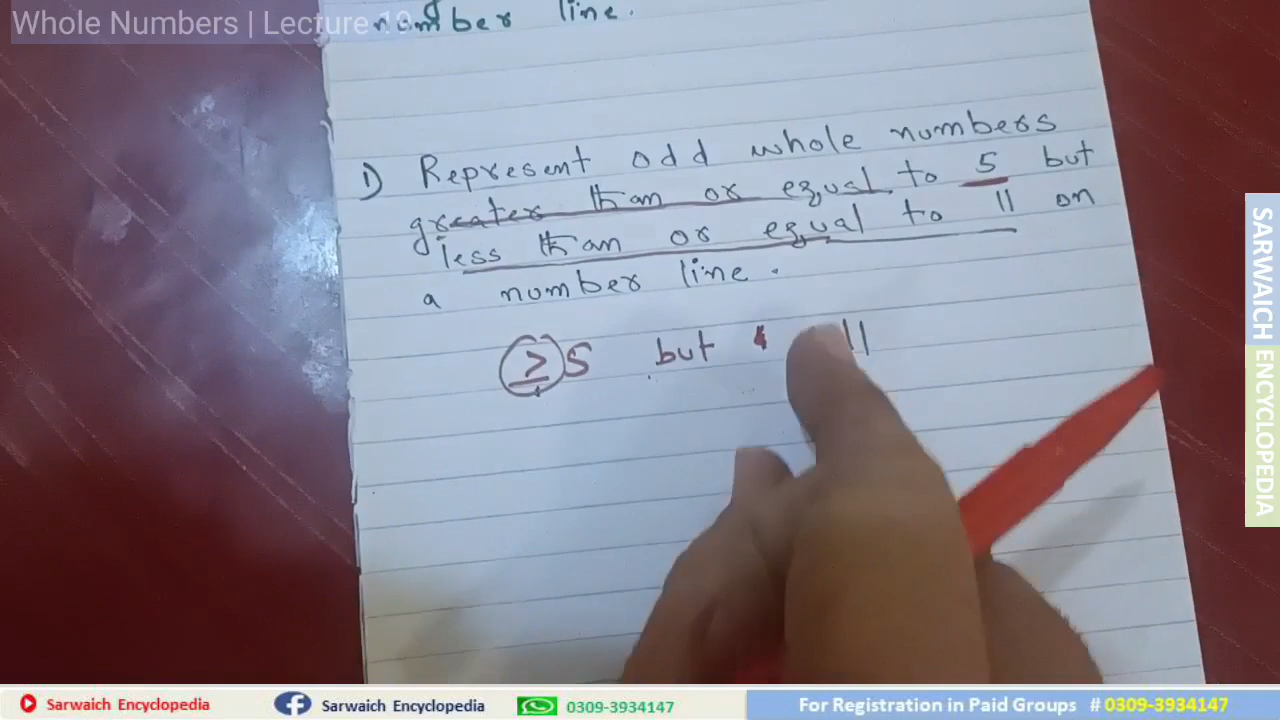 Whole Numbers | Lecture
number line.
1) Represent odd whole numbers
greater than or equal to 5 but
less than or equal to 11 on
a number line.
≥ 5 but 11
SARWAICH ENCYCLOPEDIA
Sarwaich Encyclopedia
Sarwaich Encyclopedia
0309-3934147
For Registration in Paid Groups # 0309-3934147